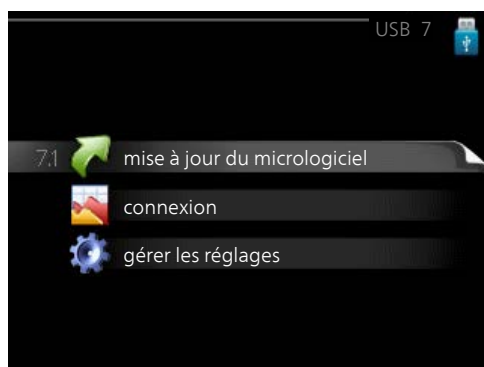 USB 7
7.1 mise à jour du micrologiciel
connexion
gérer les réglages